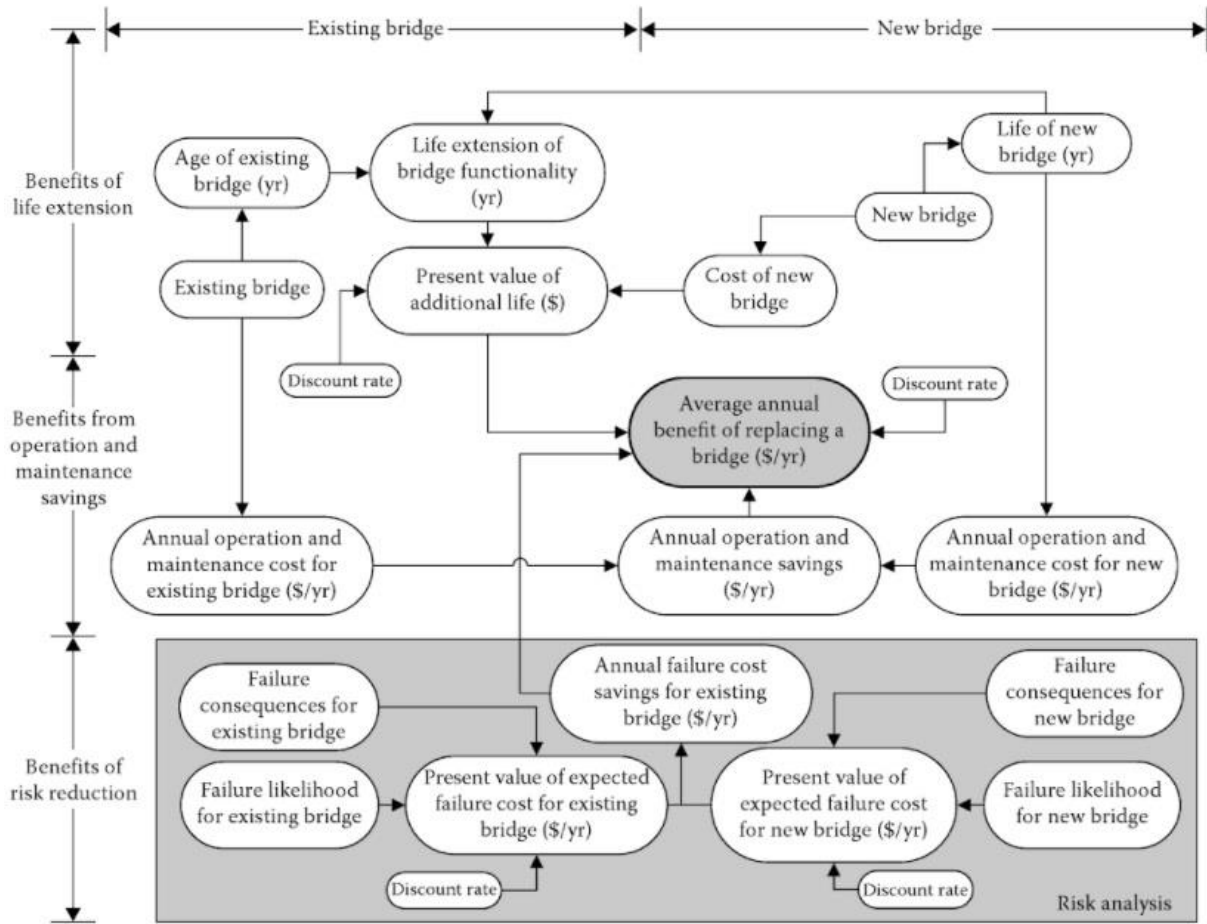 Existing bridge
New bridge
Benefits of
life extension
Age of existing
bridge (yr)
Life extension of
bridge functionality
(yr)
Life of new
bridge (yr)
New bridge
Existing bridge
Present value of
additional life ($)
Cost of new
bridge
Discount rate
Benefits from
operation and
maintenance
savings
Average annual
benefit of replacing a
bridge ($/yr)
Discount rate
Annual operation and
maintenance cost for
existing bridge ($/yr)
Annual operation and
maintenance savings
($/yr)
Annual operation and
maintenance cost for new
bridge ($/yr)
Benefits of
risk reduction
Failure
consequences for
existing bridge
Annual failure cost
savings for existing
bridge ($/yr)
Failure
consequences for
new bridge
Failure likelihood
for existing bridge
Present value of expected
failure cost for existing
bridge ($/yr)
Present value of
expected failure cost
for new bridge ($/yr)
Failure likelihood
for new bridge
Discount rate
Discount rate
Risk analysis